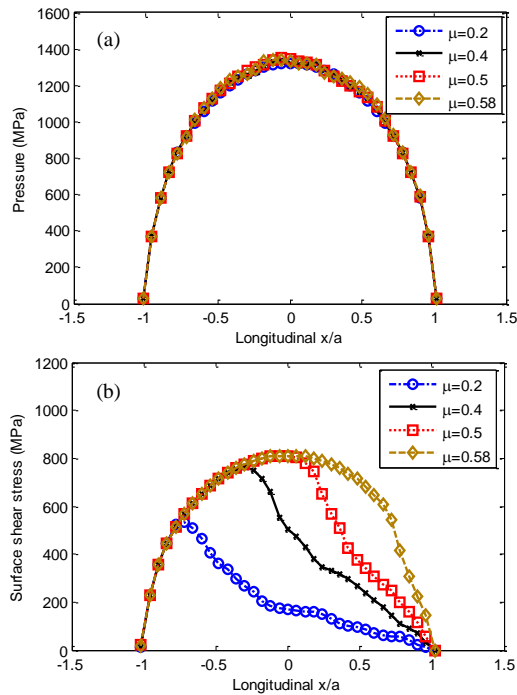 (a)
μ=0.2
μ=0.4
μ=0.5
μ=0.58
Pressure (MPa)
1600
1400
1200
1000
800
600
400
200
0
-1.5 -1 -0.5 0 0.5 1 1.5
Longitudinal x/a
(b)
μ=0.2
μ=0.4
μ=0.5
μ=0.58
Surface shear stress (MPa)
1200
1000
800
600
400
200
0
-1.5 -1 -0.5 0 0.5 1 1.5
Longitudinal x/a